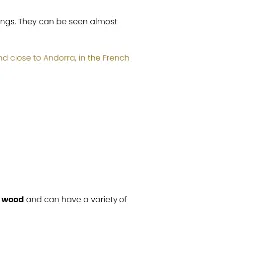 ngs. They can be seen almost
nd close to Andorra, in the French
wood and can have a variety of